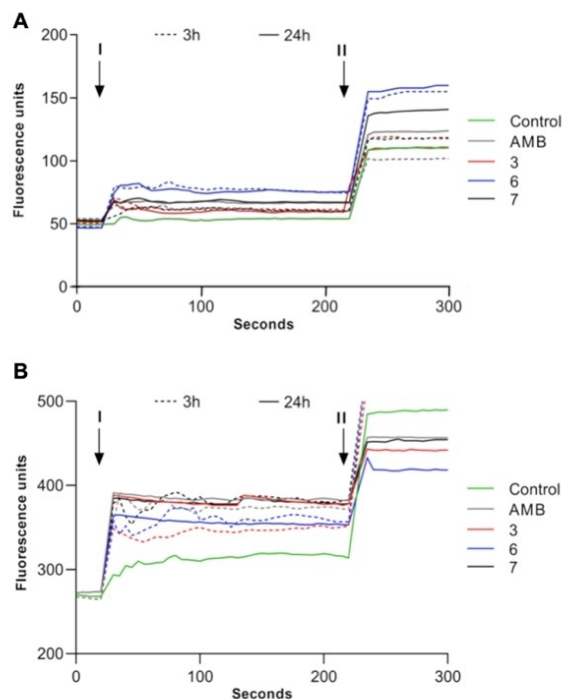 A
I
3h
24h
II
200
150
100
50
0
Fluorescence units
0
100
200
300
Seconds
Control
AMB
3
6
7
B
I
3h
24h
II
500
400
300
200
Fluorescence units
0
100
200
300
Seconds
Control
AMB
3
6
7